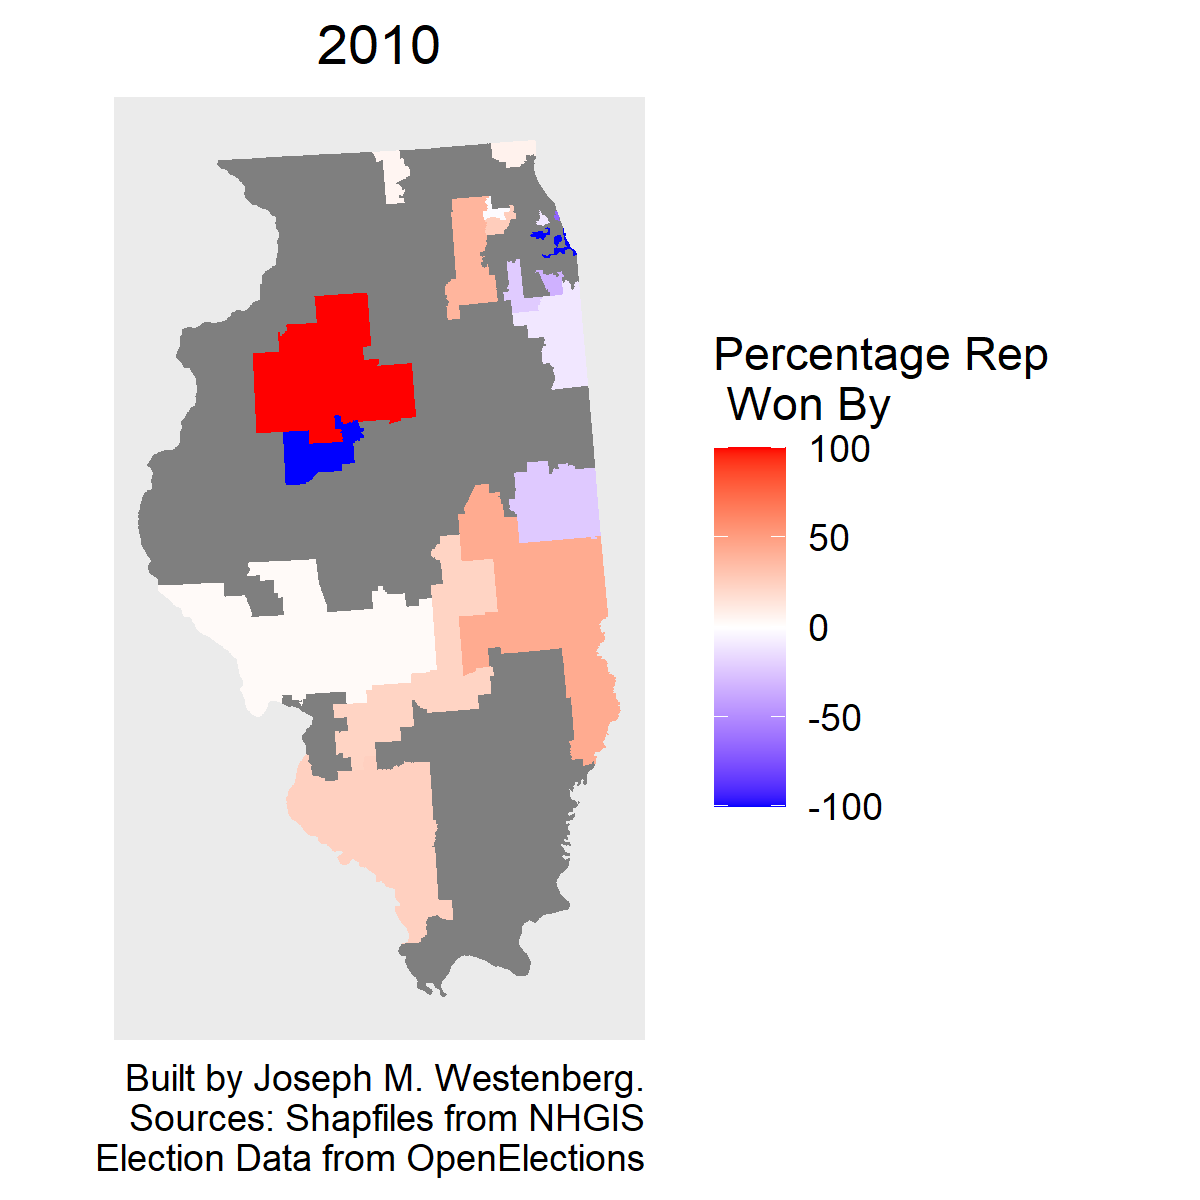 2010
Percentage Rep
Won By
100
50
0
-50
-100
Built by Joseph M. Westenberg.
Sources: Shapfiles from NHGIS
Election Data from OpenElections